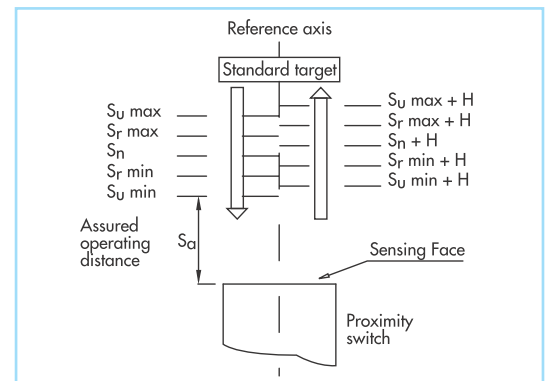 Reference axis
Standard target
Su max
Sr max
Sn
Sr min
Su min
Su max + H
Sr max + H
Sn + H
Sr min + H
Su min + H
Assured
operating
distance
Sa
Sensing Face
Proximity
switch